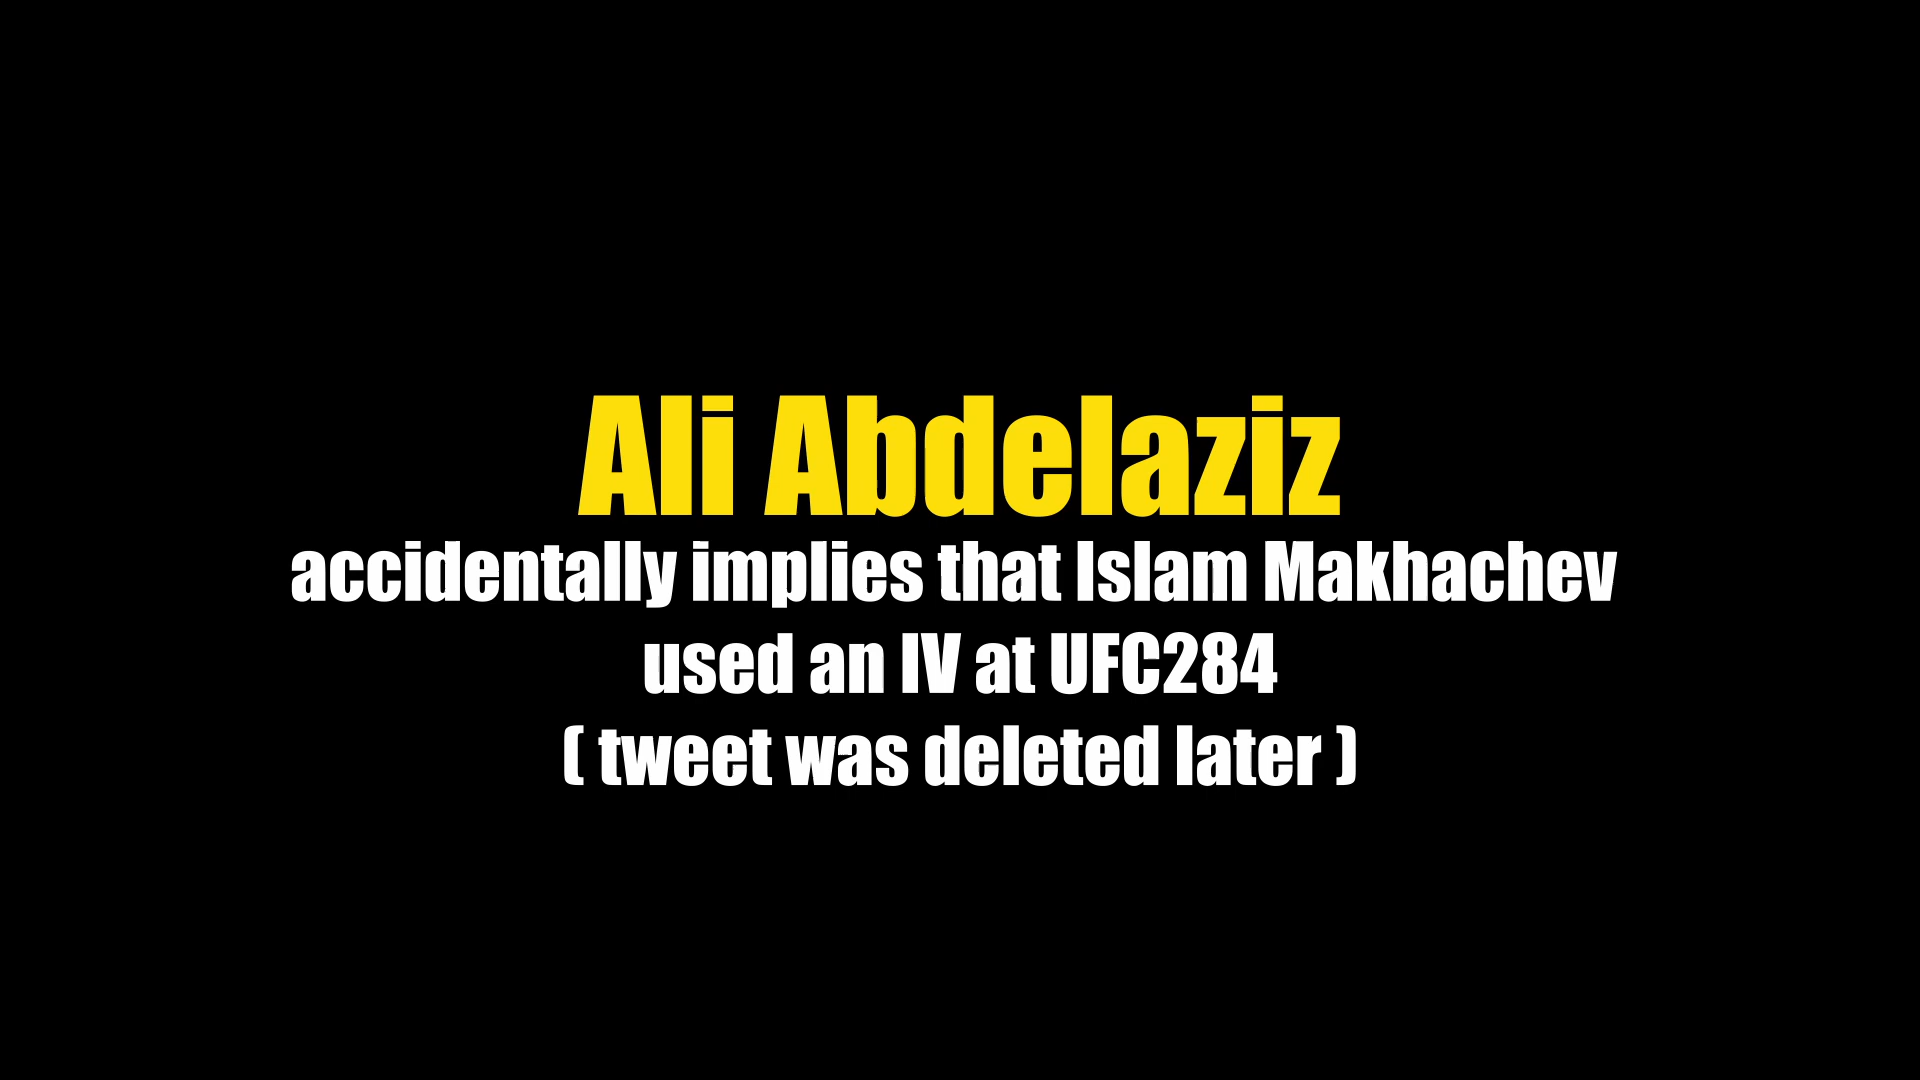 Ali Abdelaziz
accidentally implies that Islam Makhachev
used an IV at UFC284
( tweet was deleted later )